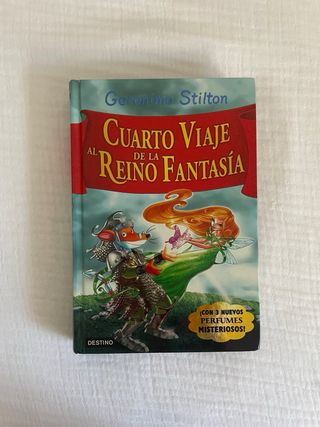 Geronimo Stilton
CUARTO VIAJE
AL REINO DE LA FANTASÍA
¡CON 3 NUEVOS
PERFUMES
MISTERIOSOS!
DESTINO